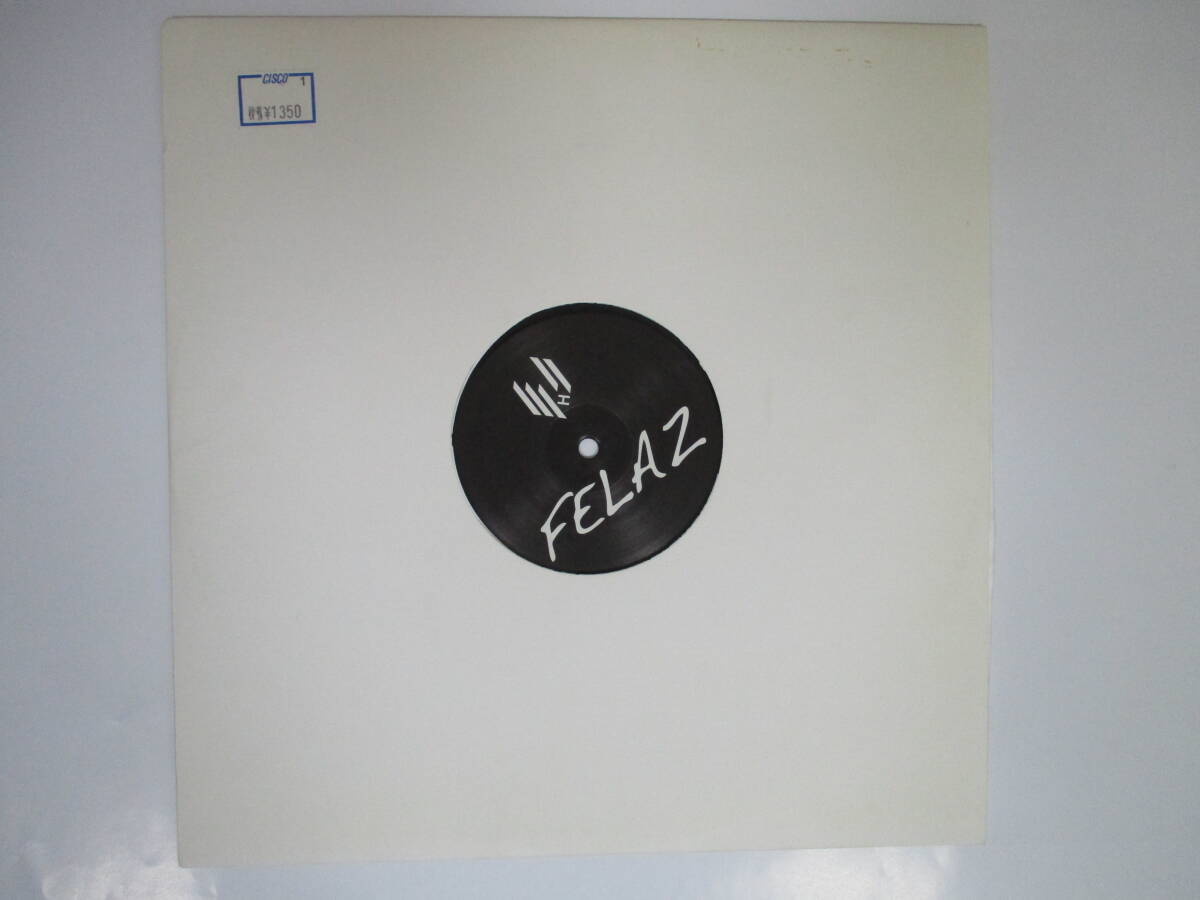 CISCO 1
¥1350
H
FELAZ